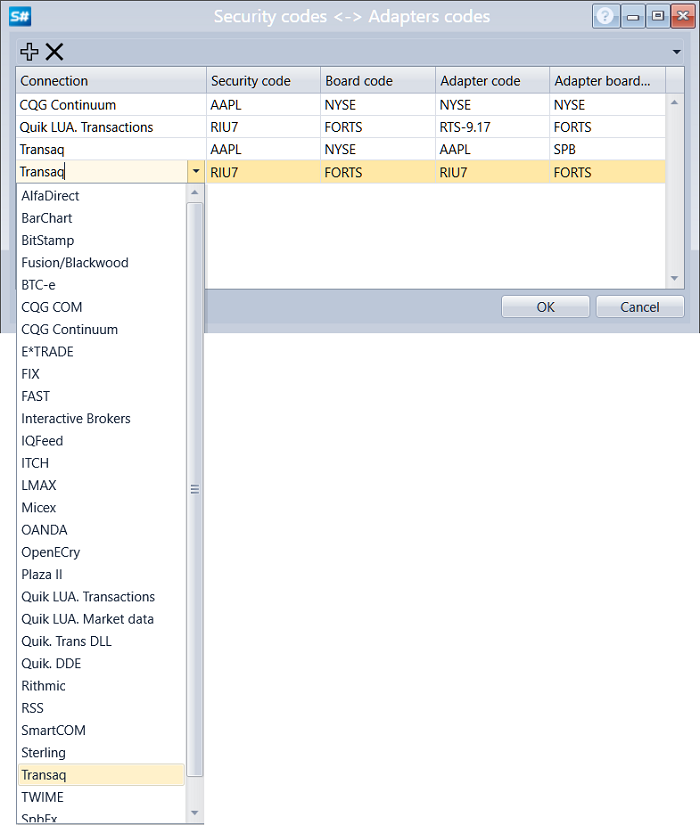 S# Security codes <-> Adapters codes ?
Connection Security code Board code Adapter code Adapter board...
CQG Continuum AAPL NYSE NYSE NYSE
Quik LUA. Transactions RIU7 FORTS RTS-9.17 FORTS
Transaq AAPL NYSE AAPL SPB
Transaq RIU7 FORTS RIU7 FORTS
AlfaDirect
BarChart
BitStamp
Fusion/Blackwood
BTC-e
CQG COM
OK Cancel
CQG Continuum
E*TRADE
FIX
FAST
Interactive Brokers
IQFeed
ITCH
LMAX
Micex
OANDA
OpenECry
Plaza II
Quik LUA. Transactions
Quik LUA. Market data
Quik. Trans DLL
Quik. DDE
Rithmic
RSS
SmartCOM
Sterling
Transaq
TWIME
SpbEx